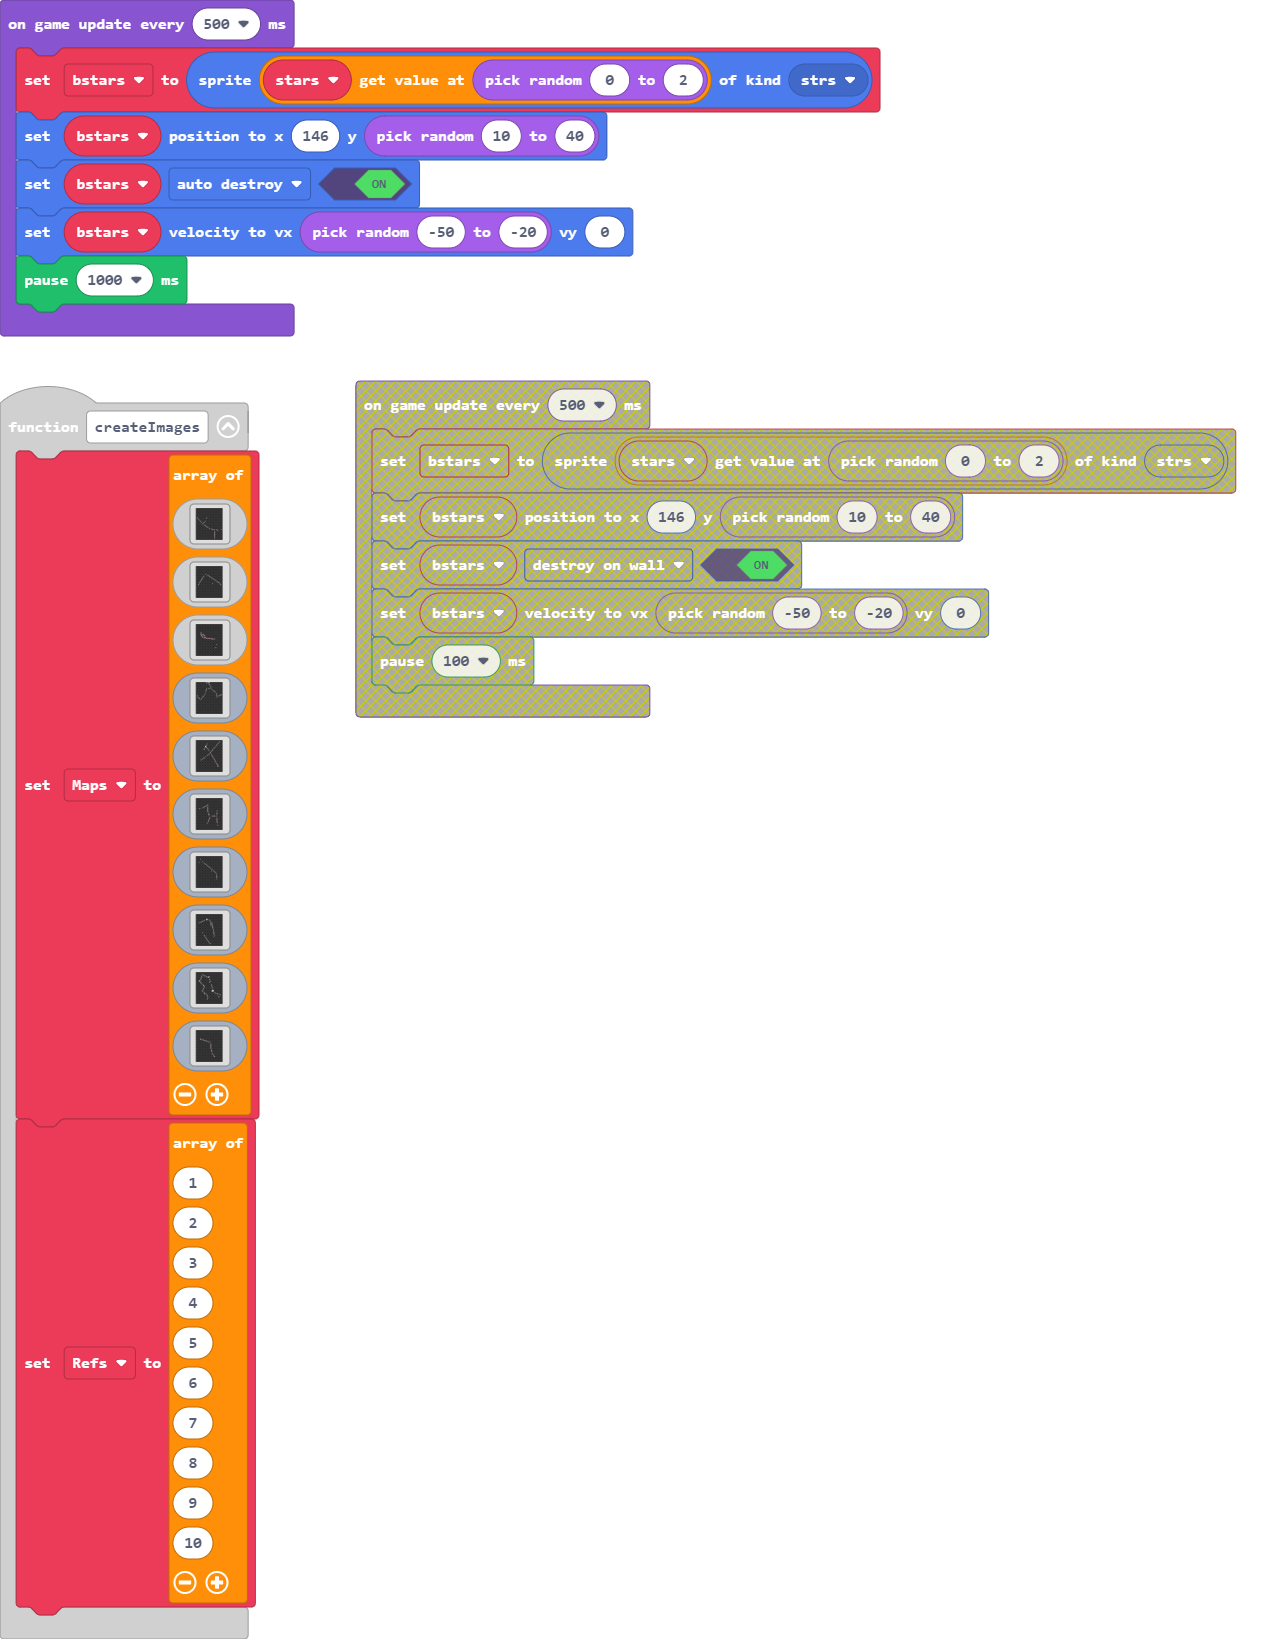 on game update every 500 ms
set bstars to sprite stars get value at pick random 0 to 2 of kind strs
set bstars position to x 146 y pick random 10 to 40
set bstars auto destroy ON
set bstars velocity to vx pick random -50 to -20 vy 0
pause 1000 ms
function createImages
set Maps to array of
set Refs to array of
1
2
3
4
5
6
7
8
9
10
on game update every 500 ms
set bstars to sprite stars get value at pick random 0 to 2 of kind strs
set bstars position to x 146 y pick random 10 to 40
set bstars destroy on wall ON
set bstars velocity to vx pick random -50 to -20 vy 0
pause 100 ms